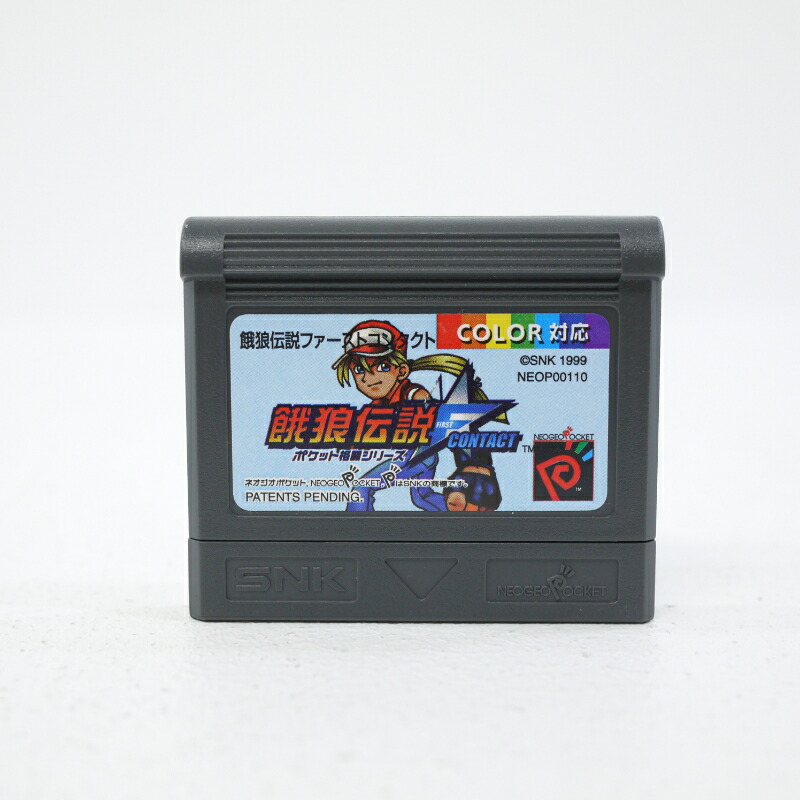 餓狼伝説ファーストコンタクト
COLOR 対応
©SNK 1999
NEOP00110
餓狼伝説 F
FIRST
CONTACT
TM
ポケット格闘シリーズ
NEOGEO POCKET
P
TM
ネオジオポケット, NEOGEO POCKET, PはSNKの商標です。
PATENTS PENDING.
SNK
NEOGEO POCKET